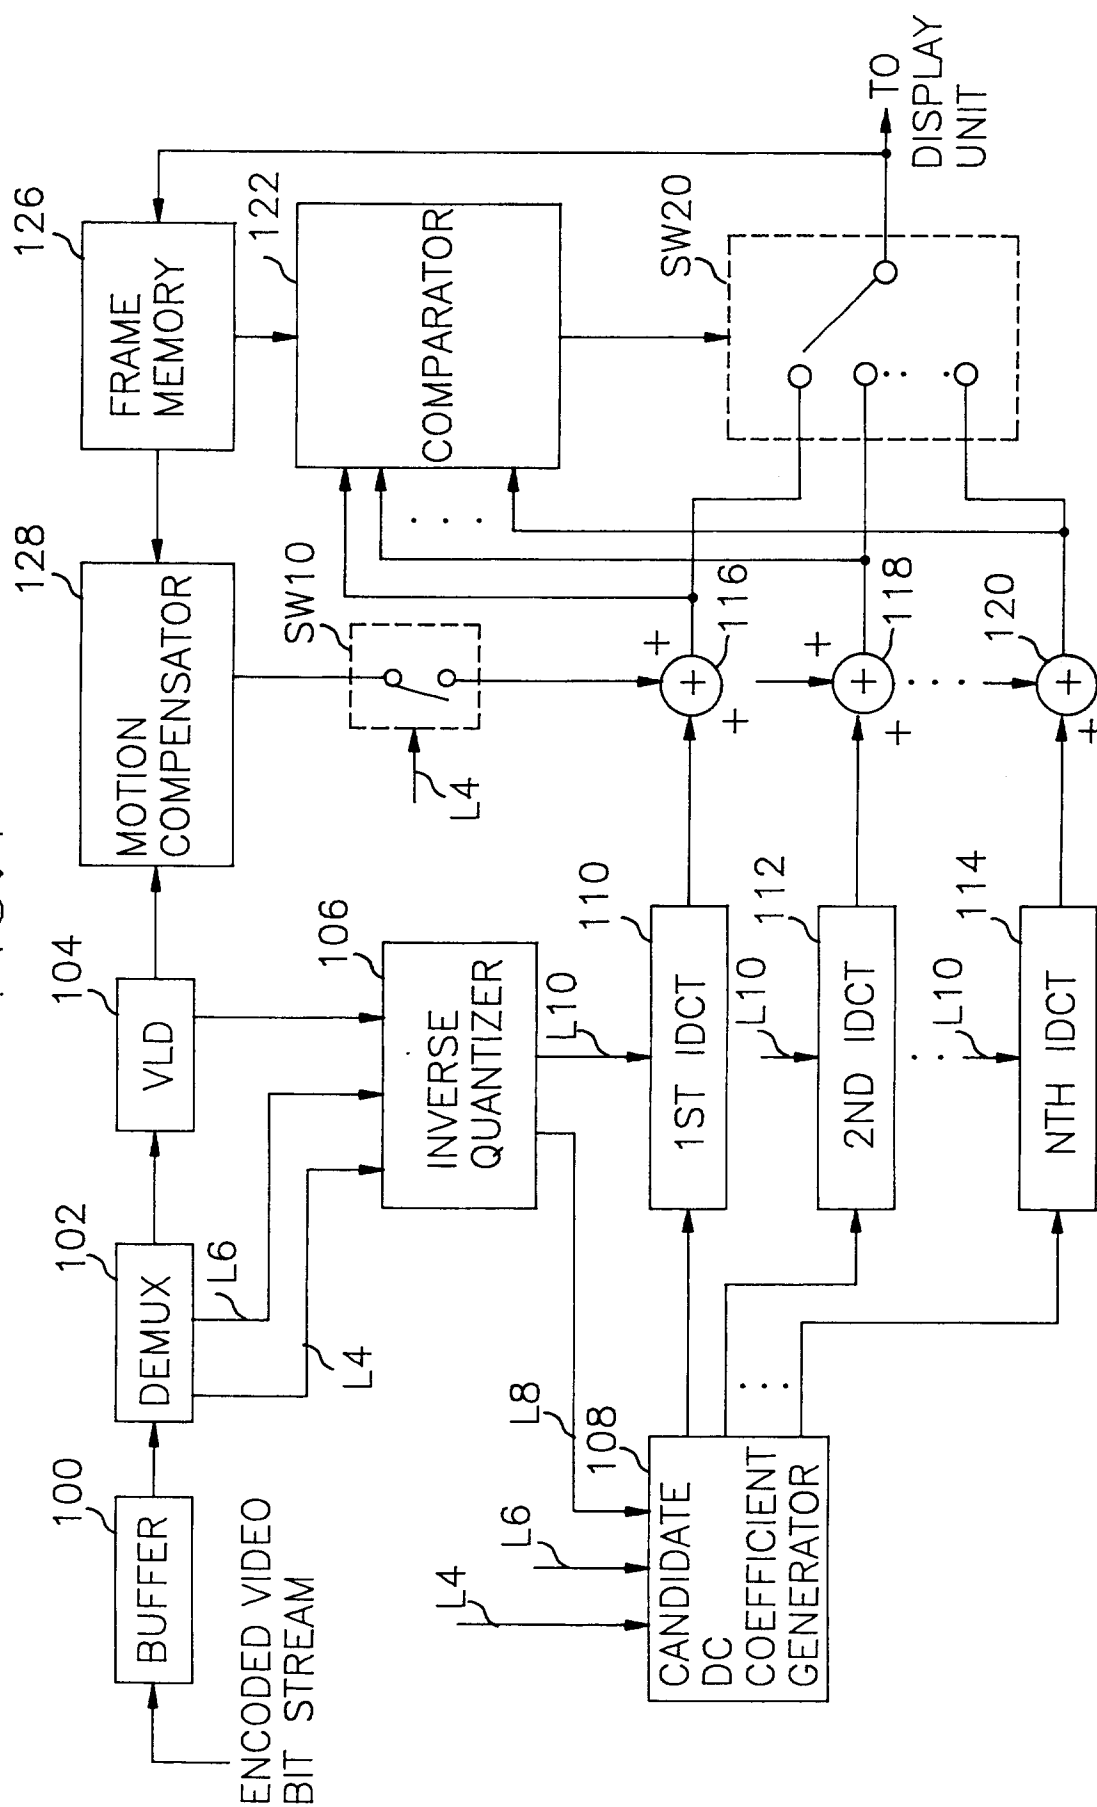 126
FRAME
MEMORY
128
MOTION
COMPENSATOR
104
VLD
102
DEMUX
100
BUFFER
ENCODED VIDEO
BIT STREAM
L6
L4
106
INVERSE
QUANTIZER
SW10
L4
122
COMPARATOR
SW20
TO
DISPLAY
UNIT
L4
L6
L8
108
CANDIDATE
DC
COEFFICIENT
GENERATOR
L10
110
1ST IDCT
L10
112
2ND IDCT
L10
114
NTH IDCT
+
+
+
116
+
+
+
118
+
+
120